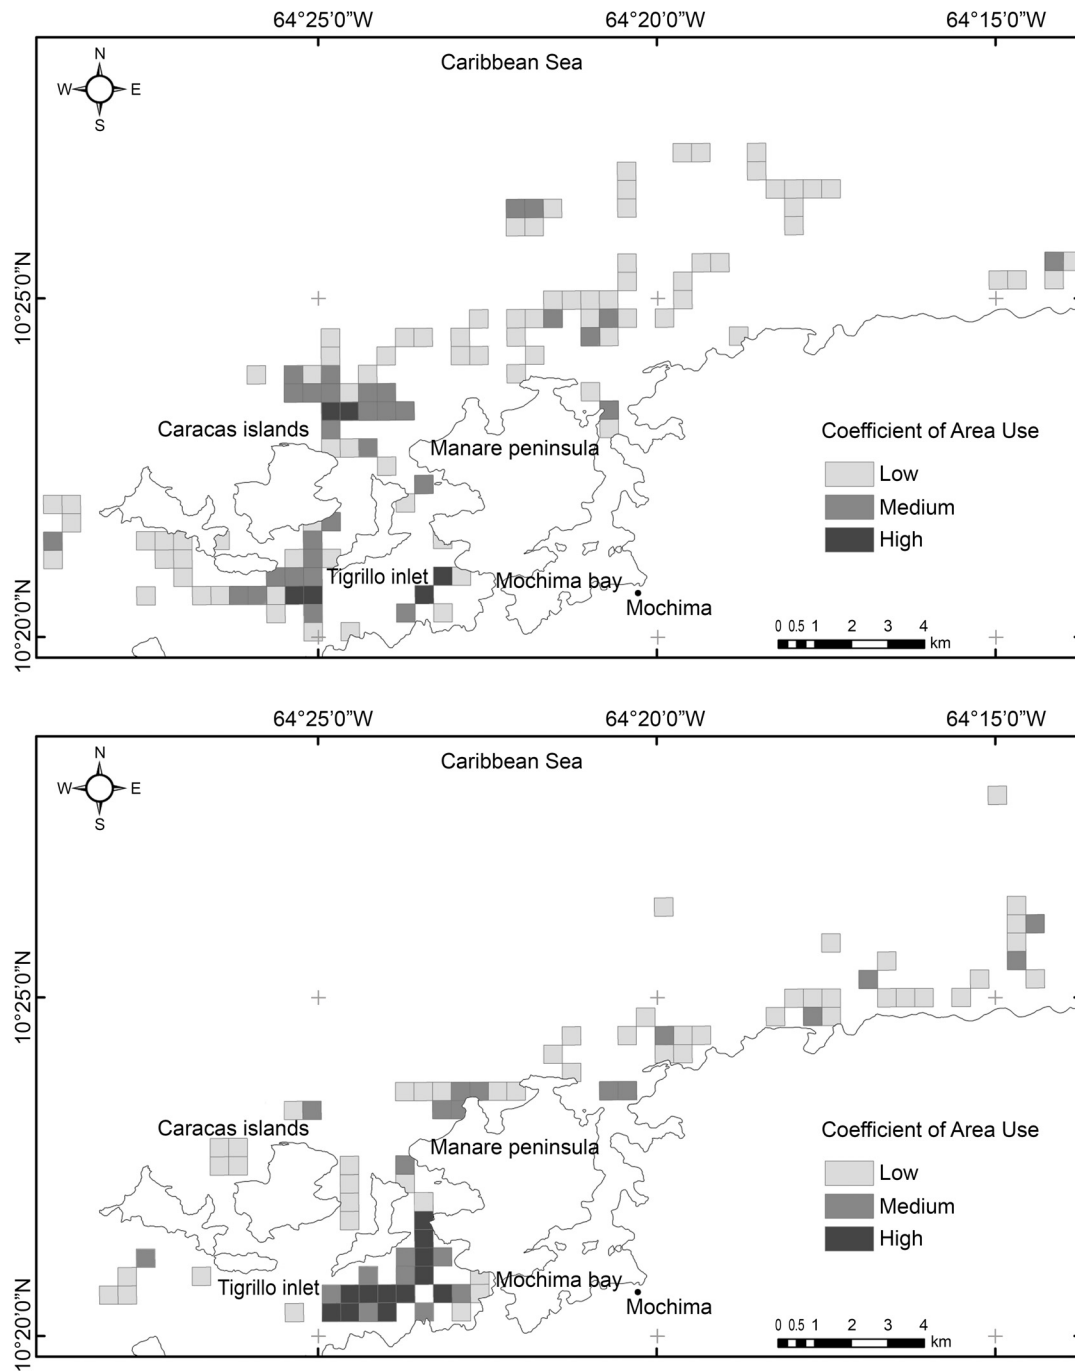 64°25’0”W 64°20’0”W 64°15’0”W
Caribbean Sea
N
W E
S
10°25’0”N
Caracas islands
Manare peninsula
Coefficient of Area Use
Low
Medium
High
Tigrillo inlet
Mochima bay
Mochima
0 0.5 1 2 3 4
km
10°20’0”N
64°25’0”W 64°20’0”W 64°15’0”W
Caribbean Sea
N
W E
S
10°25’0”N
Caracas islands
Manare peninsula
Coefficient of Area Use
Low
Medium
High
Tigrillo inlet
Mochima bay
Mochima
0 0.5 1 2 3 4
km
10°20’0”N